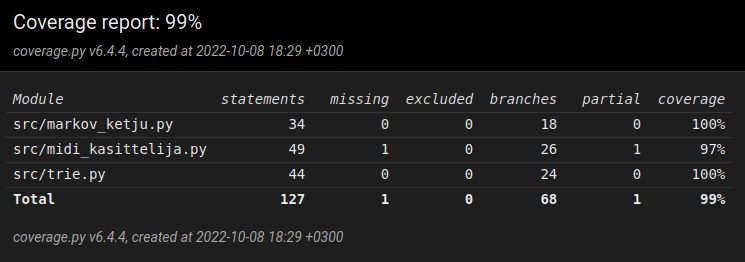 Coverage report: 99%
coverage.py v6.4.4, created at 2022-10-08 18:29 +0300
Module statements missing excluded branches partial coverage
src/markov_ketju.py 34 0 0 18 0 100%
src/midi_kasittelija.py 49 1 0 26 1 97%
src/trie.py 44 0 0 24 0 100%
Total 127 1 0 68 1 99%
coverage.py v6.4.4, created at 2022-10-08 18:29 +0300